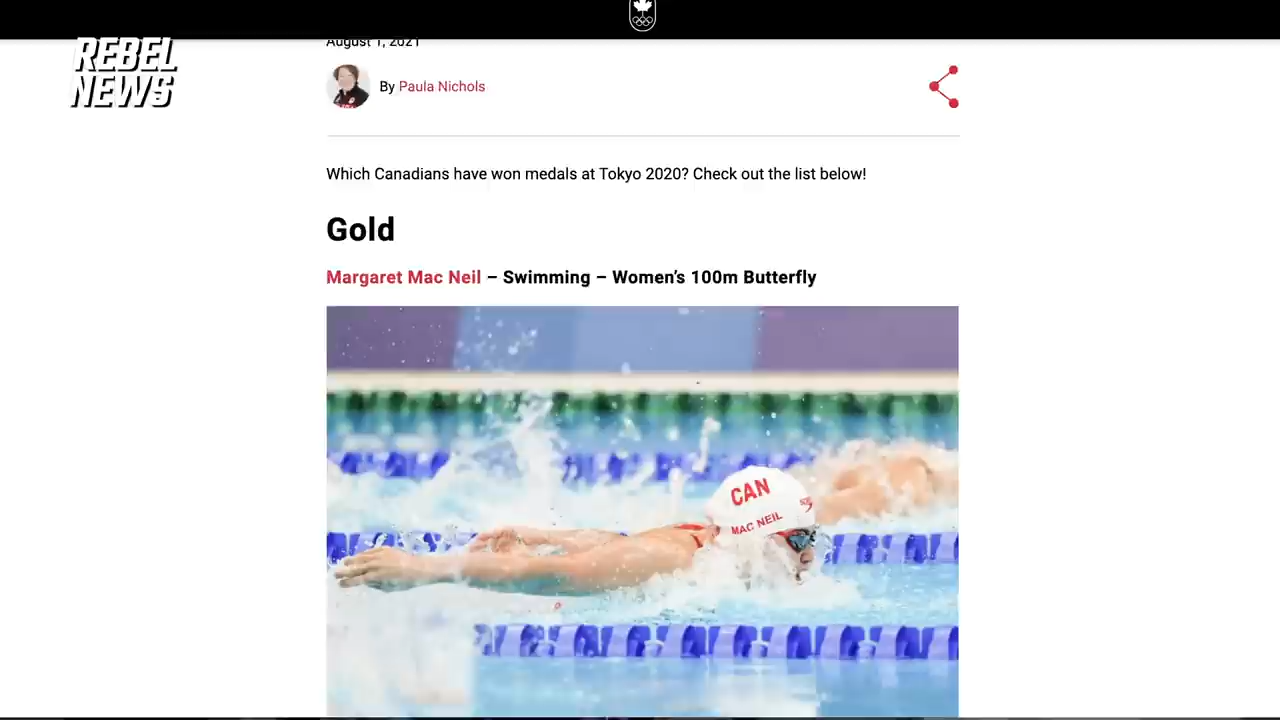 REBEL
NEWS
August 1, 2021
By Paula Nichols
Which Canadians have won medals at Tokyo 2020? Check out the list below!
Gold
Margaret Mac Neil – Swimming – Women’s 100m Butterfly
CAN
MAC NEIL